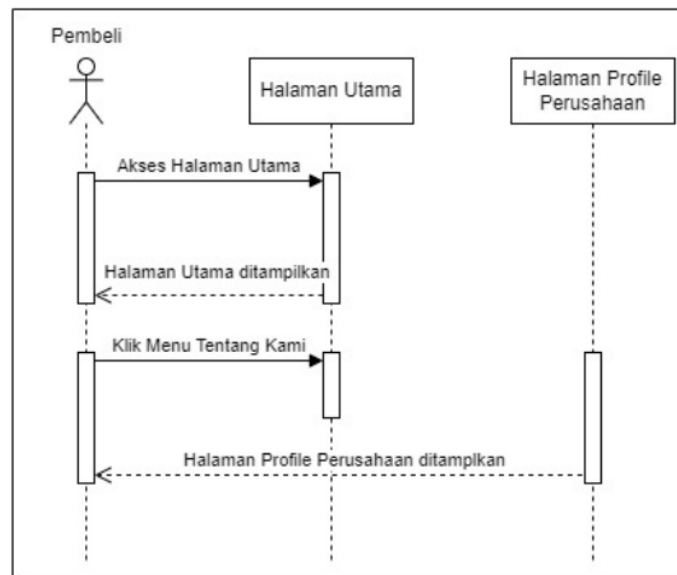 Pembeli
Halaman Utama
Halaman Profile
Perusahaan
Akses Halaman Utama
Halaman Utama ditampilkan
Klik Menu Tentang Kami
Halaman Profile Perusahaan ditamplkan